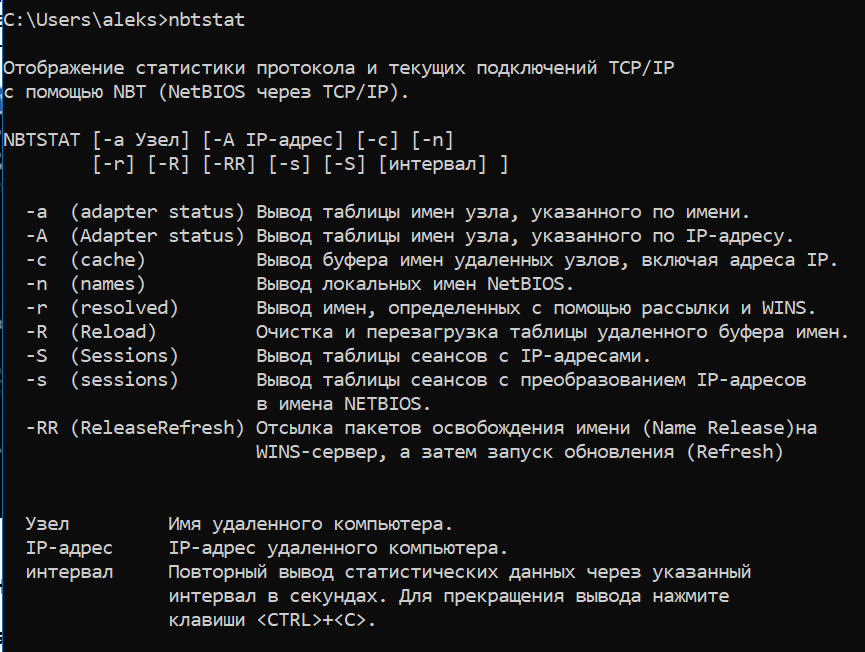 C:\Users\aleks>nbtstat
Отображение статистики протокола и текущих подключений TCP/IP
с помощью NBT (NetBIOS через TCP/IP).
NBTSTAT [-a Узел] [-A IP-адрес] [-c] [-n]
[-r] [-R] [-RR] [-s] [-S] [интервал] ]
-a (adapter status) Вывод таблицы имен узла, указанного по имени.
-A (Adapter status) Вывод таблицы имен узла, указанного по IP-адресу.
-c (cache) Вывод буфера имен удаленных узлов, включая адреса IP.
-n (names) Вывод локальных имен NetBIOS.
-r (resolved) Вывод имен, определенных с помощью рассылки и WINS.
-R (Reload) Очистка и перезагрузка таблицы удаленного буфера имен.
-S (Sessions) Вывод таблицы сеансов с IP-адресами.
-s (sessions) Вывод таблицы сеансов с преобразованием IP-адресов
в имена NETBIOS.
-RR (ReleaseRefresh) Отсылка пакетов освобождения имени (Name Release)на
WINS-сервер, а затем запуск обновления (Refresh)
Узел Имя удаленного компьютера.
IP-адрес IP-адрес удаленного компьютера.
интервал Повторный вывод статистических данных через указанный
интервал в секундах. Для прекращения вывода нажмите
клавиши <CTRL>+<C>.